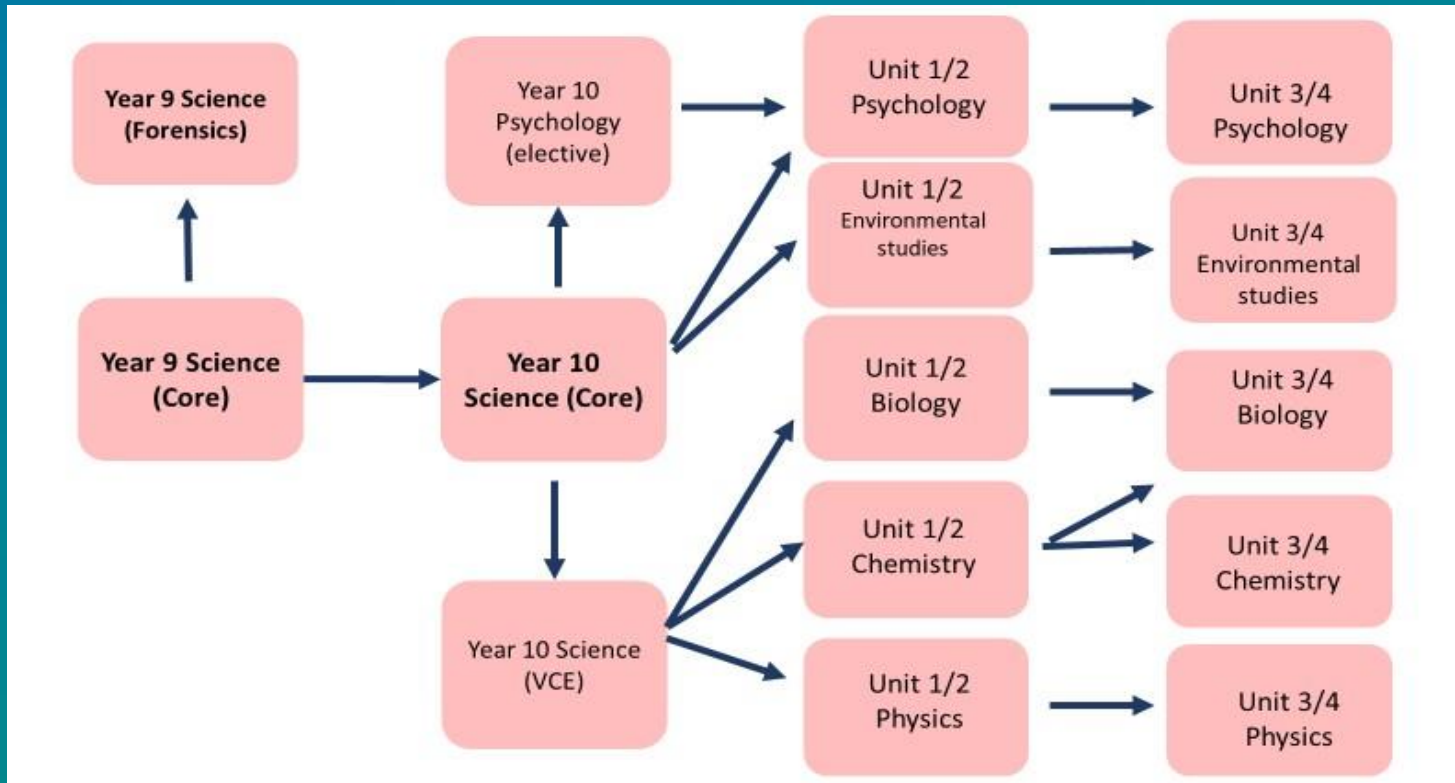 Year 9 Science
(Forensics)
Year 10
Psychology
(elective)
Unit 1/2
Psychology
Unit 3/4
Psychology
Unit 1/2
Environmental
studies
Unit 3/4
Environmental
studies
Year 9 Science
(Core)
Year 10
Science (Core)
Unit 1/2
Biology
Unit 3/4
Biology
Unit 1/2
Chemistry
Unit 3/4
Chemistry
Year 10 Science
(VCE)
Unit 1/2
Physics
Unit 3/4
Physics